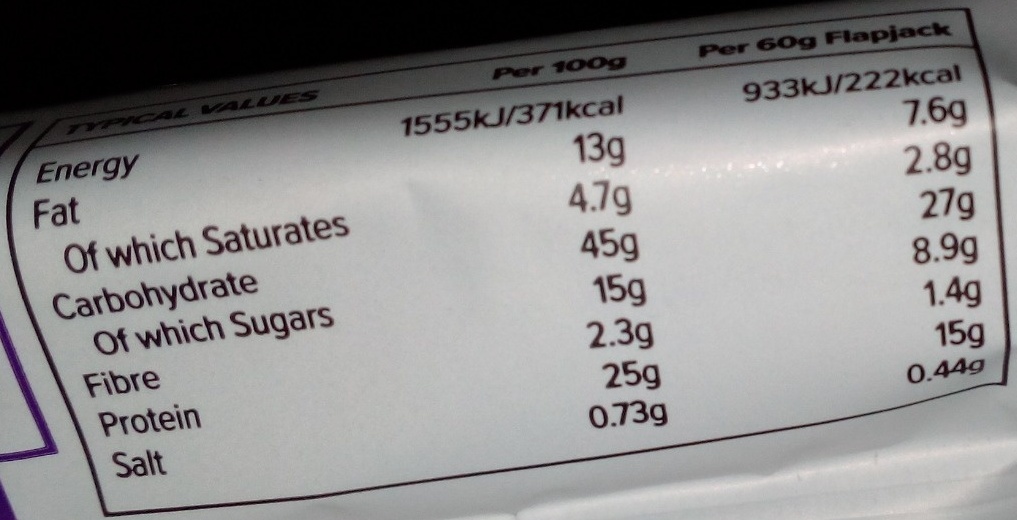 TYPICAL VALUES Per 100g Per 60g Flapjack
Energy 1555kJ/371kcal 933kJ/222kcal
Fat 13g 7.6g
Of which Saturates 4.7g 2.8g
Carbohydrate 45g 27g
Of which Sugars 15g 8.9g
Fibre 2.3g 1.4g
Protein 25g 15g
Salt 0.73g 0.44g